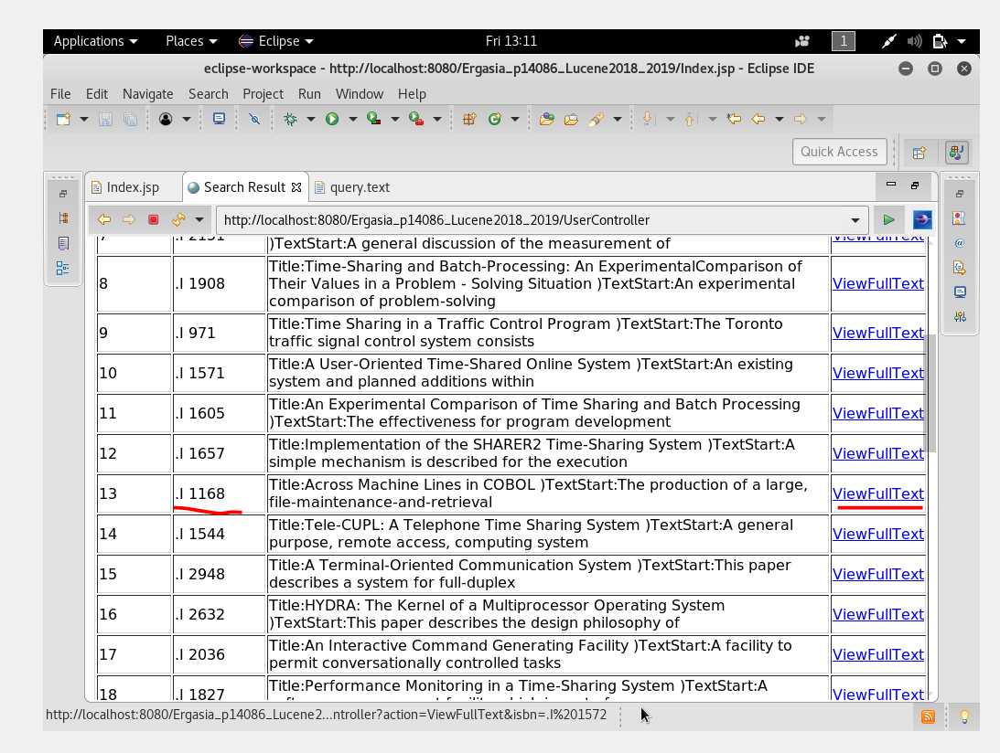 Applications Places Eclipse Fri 13:11 1
eclipse-workspace - http://localhost:8080/Ergasia_p14086_Lucene2018_2019/Index.jsp - Eclipse IDE
File Edit Navigate Search Project Run Window Help
Quick Access
Index.jsp Search Result query.text
http://localhost:8080/Ergasia_p14086_Lucene2018_2019/UserController
7 .I 2151 )TextStart:A general discussion of the measurement of ViewFullText
8 .I 1908 Title:Time-Sharing and Batch-Processing: An ExperimentalComparison of
Their Values in a Problem - Solving Situation )TextStart:An experimental
comparison of problem-solving ViewFullText
9 .I 971 Title:Time Sharing in a Traffic Control Program )TextStart:The Toronto
traffic signal control system consists ViewFullText
10 .I 1571 Title:A User-Oriented Time-Shared Online System )TextStart:An existing
system and planned additions within ViewFullText
11 .I 1605 Title:An Experimental Comparison of Time Sharing and Batch Processing
)TextStart:The effectiveness for program development ViewFullText
12 .I 1657 Title:Implementation of the SHARER2 Time-Sharing System )TextStart:A
simple mechanism is described for the execution ViewFullText
13 .I 1168 Title:Across Machine Lines in COBOL )TextStart:The production of a large,
file-maintenance-and-retrieval ViewFullText
14 .I 1544 Title:Tele-CUPL: A Telephone Time Sharing System )TextStart:A general
purpose, remote access, computing system ViewFullText
15 .I 2948 Title:A Terminal-Oriented Communication System )TextStart:This paper
describes a system for full-duplex ViewFullText
16 .I 2632 Title:HYDRA: The Kernel of a Multiprocessor Operating System
)TextStart:This paper describes the design philosophy of ViewFullText
17 .I 2036 Title:An Interactive Command Generating Facility )TextStart:A facility to
permit conversationally controlled tasks ViewFullText
18 .I 1827 Title:Performance Monitoring in a Time-Sharing System )TextStart:A
ViewFullText
http://localhost:8080/Ergasia_p14086_Lucene2...ntroller?action=ViewFullText&isbn=.I%201572